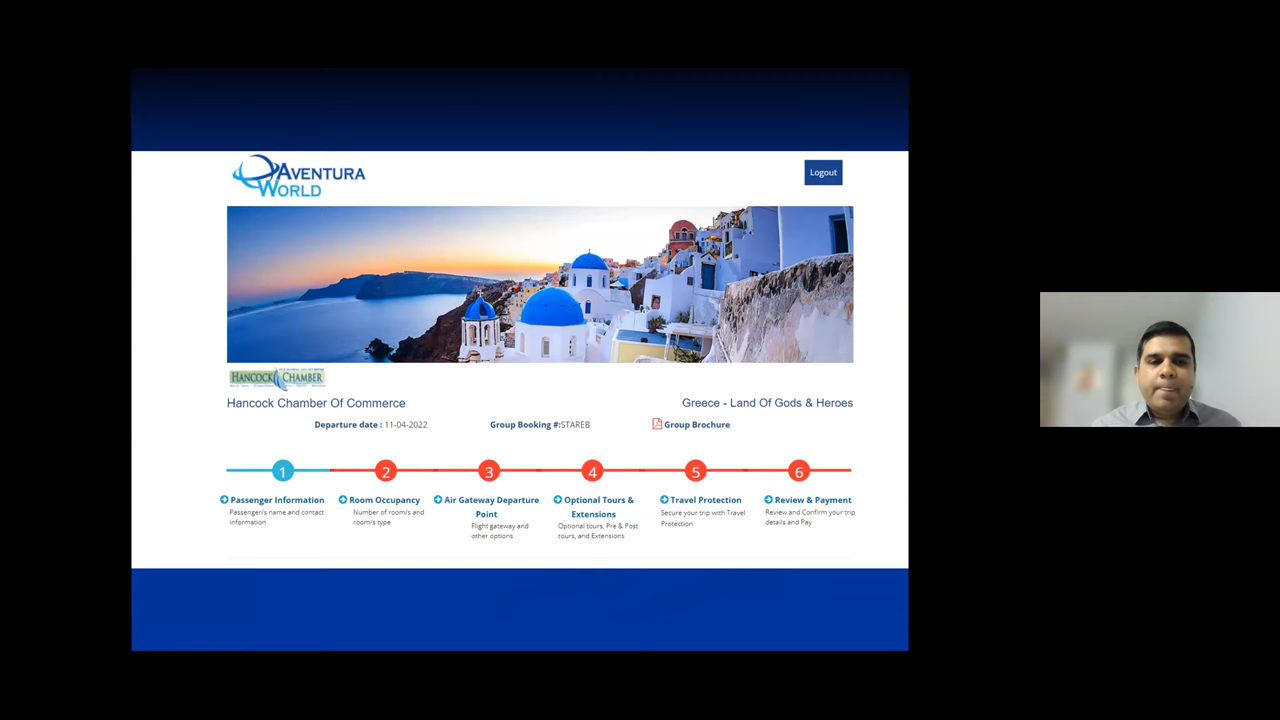 AVENTURA
WORLD
Logout
HANCOCK CHAMBER
Hancock Chamber Of Commerce
Greece - Land Of Gods & Heroes
Departure date : 11-04-2022
Group Booking #:STAREB
Group Brochure
1
2
3
4
5
6
Passenger Information
Passenger/s name and contact
information
Room Occupancy
Number of room/s and
room/s type
Air Gateway Departure
Point
Flight gateway and
other options
Optional Tours &
Extensions
Optional tours, Pre & Post
tours, and Extensions
Travel Protection
Secure your trip with Travel
Protection
Review & Payment
Review and Confirm your trip
details and Pay